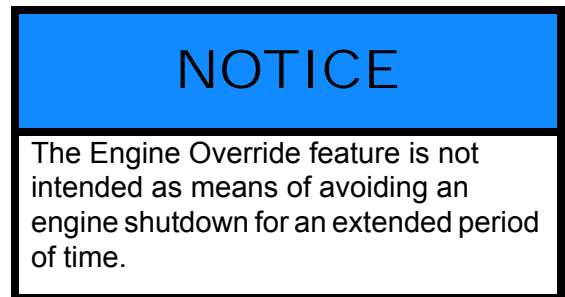 NOTICE
The Engine Override feature is not
intended as means of avoiding an
engine shutdown for an extended period
of time.